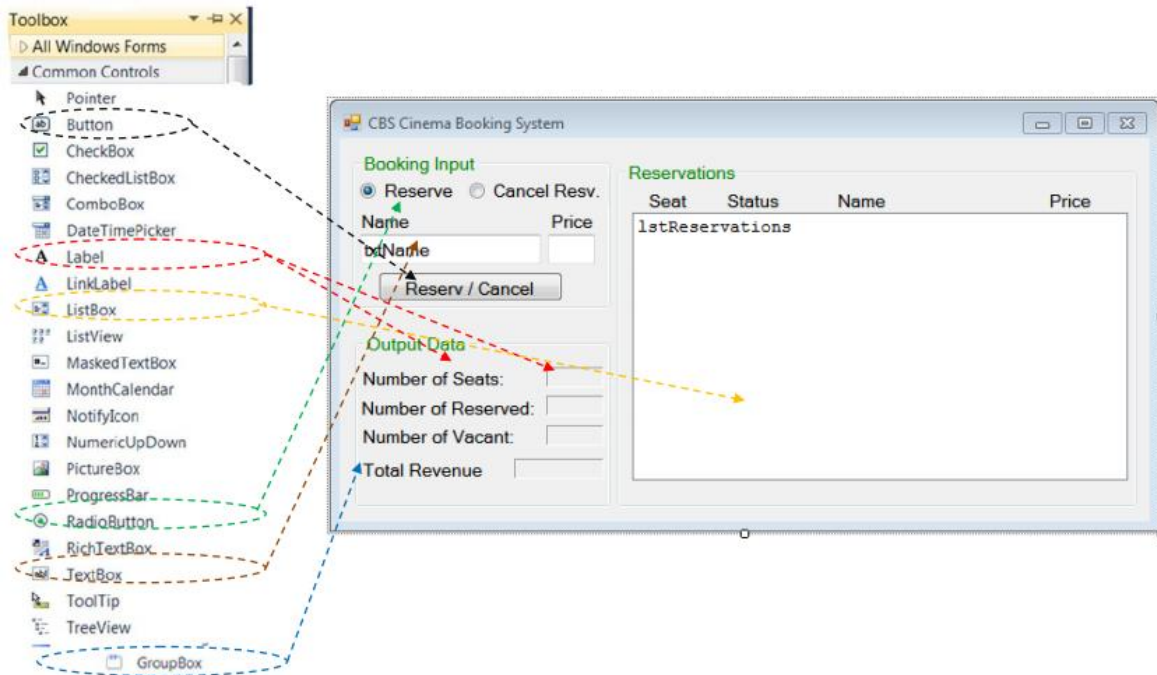 Toolbox
All Windows Forms
Common Controls
Pointer
Button
CheckBox
CheckedListBox
ComboBox
DateTimePicker
Label
LinkLabel
ListBox
ListView
MaskedTextBox
MonthCalendar
NotifyIcon
NumericUpDown
PictureBox
ProgressBar
RadioButton
RichTextBox
TextBox
ToolTip
TreeView
GroupBox
CBS Cinema Booking System
Booking Input
Reserve Cancel Resv.
Name Price
txtName
Reserv / Cancel
Output Data
Number of Seats:
Number of Reserved:
Number of Vacant:
Total Revenue
Reservations
Seat Status Name Price
lstReservations